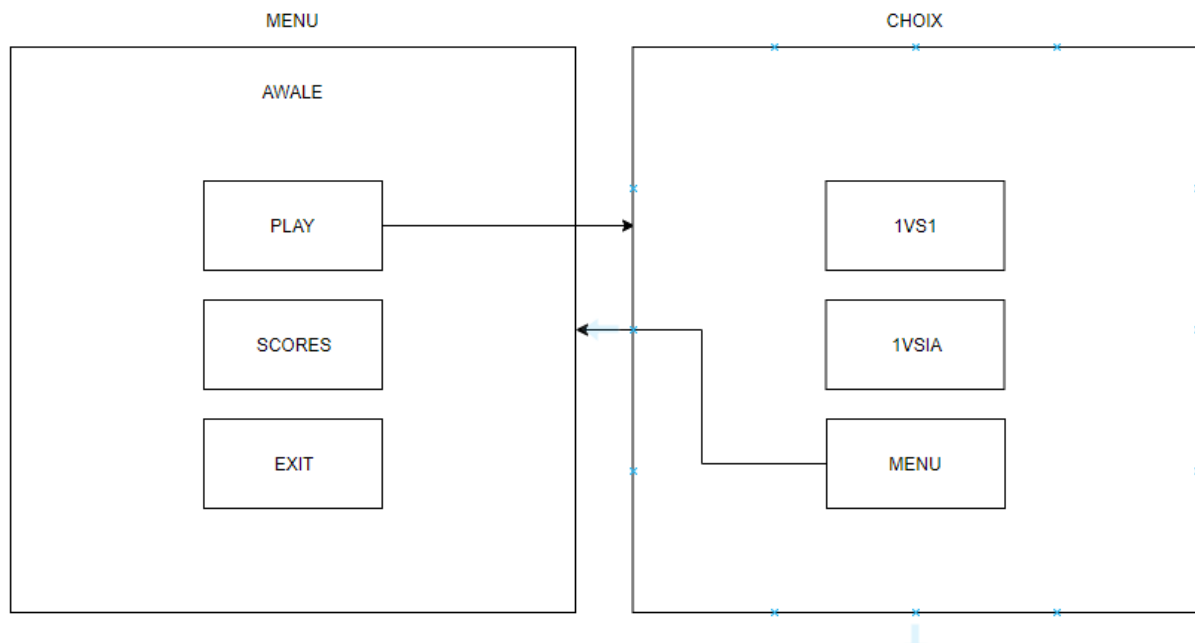 MENU
AWALE
PLAY
SCORES
EXIT
CHOIX
1VS1
1VSIA
MENU